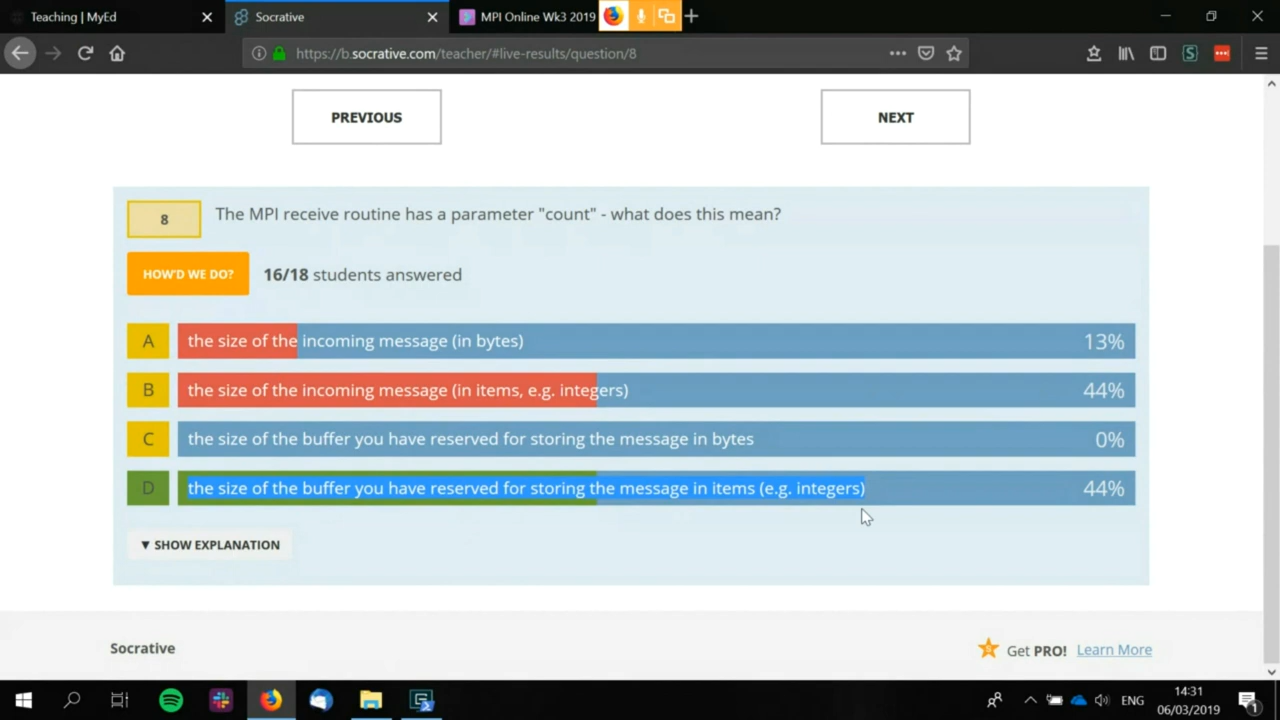 Teaching | MyEd
Socrative
MPI Online Wk3 2019
https://b.socrative.com/teacher/#live-results/question/8
PREVIOUS
NEXT
8
The MPI receive routine has a parameter "count" - what does this mean?
HOW'D WE DO?
16/18 students answered
A
the size of the incoming message (in bytes)
13%
B
the size of the incoming message (in items, e.g. integers)
44%
C
the size of the buffer you have reserved for storing the message in bytes
0%
D
the size of the buffer you have reserved for storing the message in items (e.g. integers)
44%
▼ SHOW EXPLANATION
Socrative
Get PRO! Learn More
ENG
14:31
06/03/2019
1